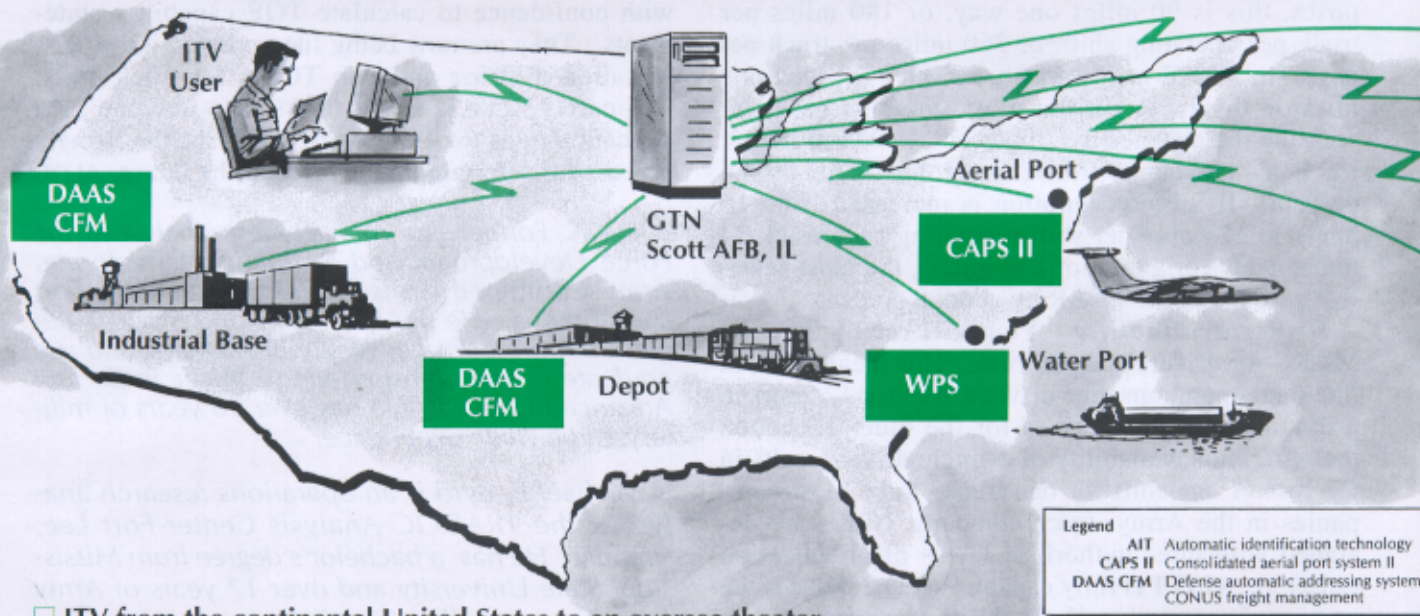 ITV
User
DAAS
CFM
GTN
Scott AFB, IL
Aerial Port
CAPS II
Industrial Base
DAAS
CFM
Depot
WPS
Water Port
Legend
AIT Automatic identification technology
CAPS II Consolidated aerial port system II
DAAS CFM Defense automatic addressing system
CONUS freight management
ITV from the continental United States to an overseas theater